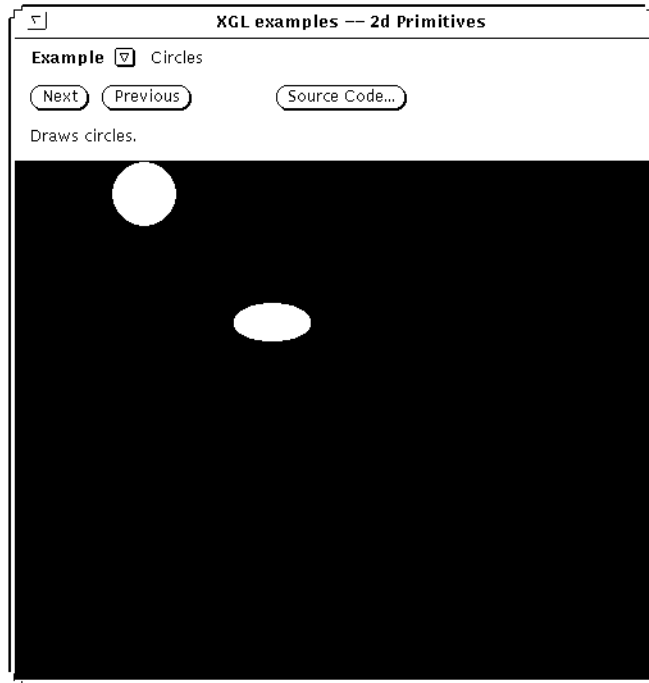 XGL examples -- 2d Primitives
Example Circles
Next Previous Source Code...
Draws circles.